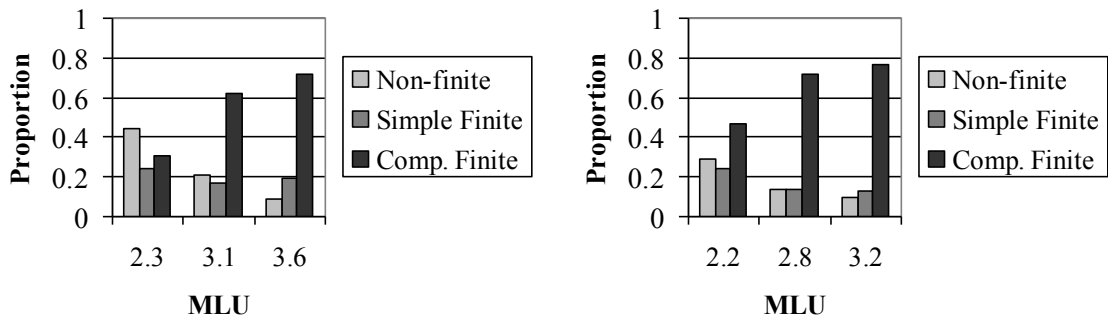 Proportion
1
0.8
0.6
0.4
0.2
0
2.3 3.1 3.6
MLU
Non-finite
Simple Finite
Comp. Finite
Proportion
1
0.8
0.6
0.4
0.2
0
2.2 2.8 3.2
MLU
Non-finite
Simple Finite
Comp. Finite